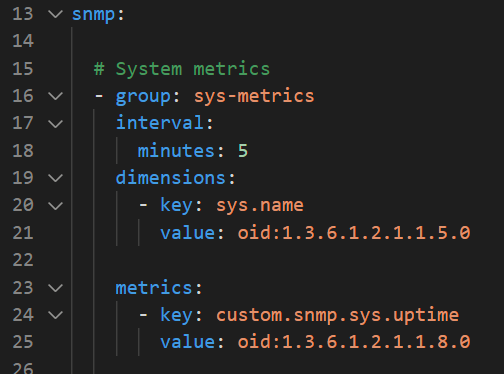 13 snmp:
14
15 # System metrics
16 - group: sys-metrics
17 interval:
18 minutes: 5
19 dimensions:
20 - key: sys.name
21 value: oid:1.3.6.1.2.1.1.5.0
22
23 metrics:
24 - key: custom.snmp.sys.uptime
25 value: oid:1.3.6.1.2.1.1.8.0
26